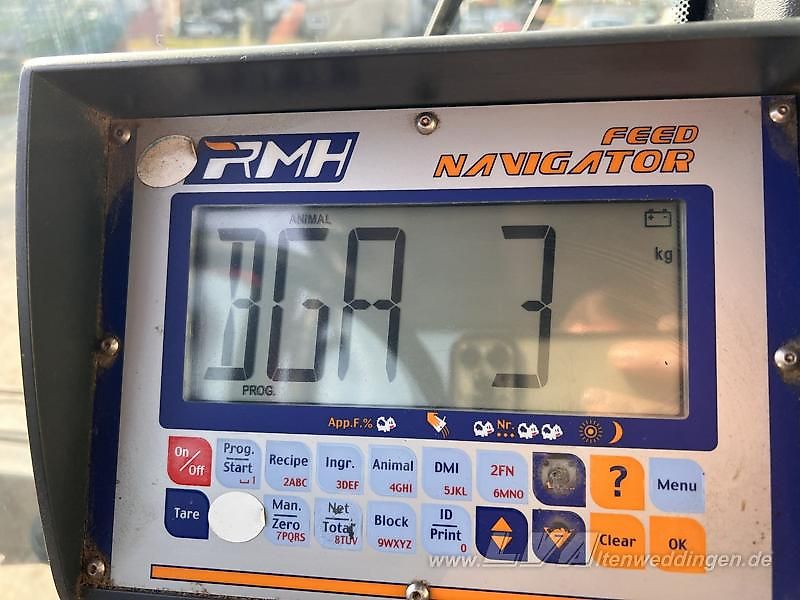 RMH
FEED
NAVIGATOR
ANIMAL
BGA 3
kg
PROG.
App.F.% Nr.
On/Off
Prog.
Start
1
Recipe
2ABC
Ingr.
3DEF
Animal
4GHI
DMI
5JKL
2FN
6MNO
?
Menu
Tare
Man.
Zero
7PQRS
Net
Total
8TUV
Block
9WXYZ
ID
Print
0
Clear
OK
LVA Altenweddingen.de